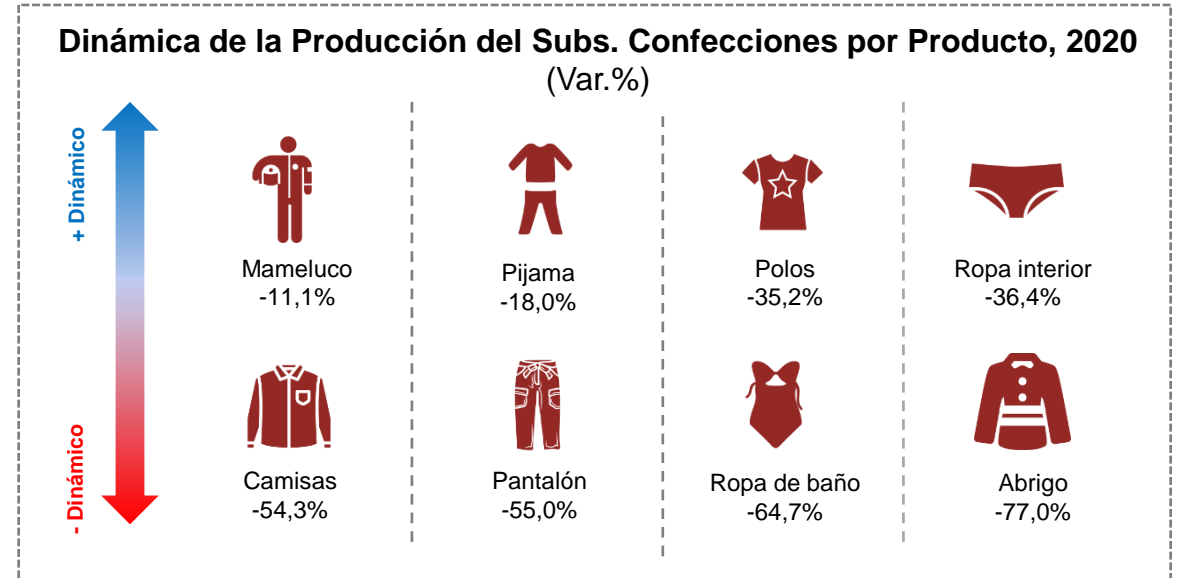 Dinámica de la Producción del Subs. Confecciones por Producto, 2020
(Var.%)
+ Dinámico
- Dinámico
Mameluco
-11,1%
Pijama
-18,0%
Polos
-35,2%
Ropa interior
-36,4%
Camisas
-54,3%
Pantalón
-55,0%
Ropa de baño
-64,7%
Abrigo
-77,0%